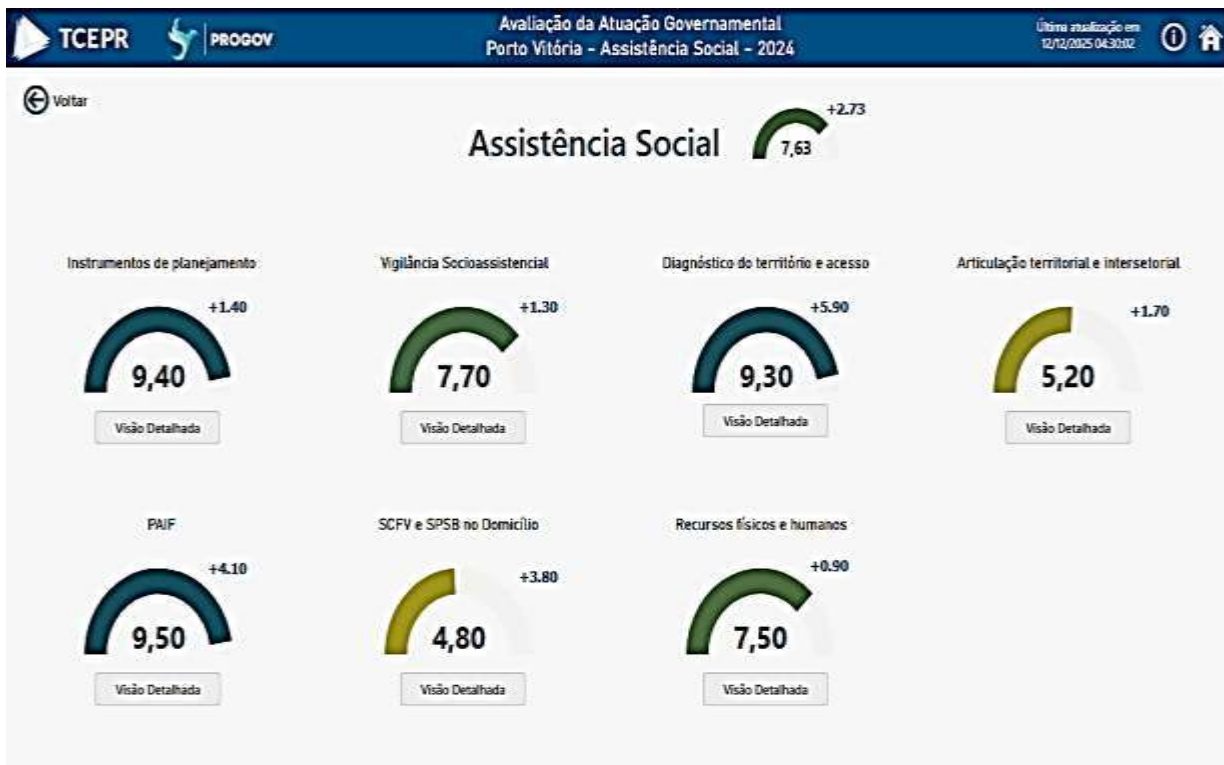 TCEPR
PROGOV
Avaliação da Atuação Governamental
Porto Vitória - Assistência Social - 2024
Última atualização em
12/12/2025 04:30:02
Voltar
Assistência Social
+2.73
7,63
Instrumentos de planejamento
+1.40
9,40
Visão Detalhada
Vigilância Socioassistencial
+1.30
7,70
Visão Detalhada
Diagnóstico do território e acesso
+5.90
9,30
Visão Detalhada
Articulação territorial e intersetorial
+1.70
5,20
Visão Detalhada
PAIF
+4.10
9,50
Visão Detalhada
SCFV e SPSB no Domicílio
+3.80
4,80
Visão Detalhada
Recursos físicos e humanos
+0.90
7,50
Visão Detalhada